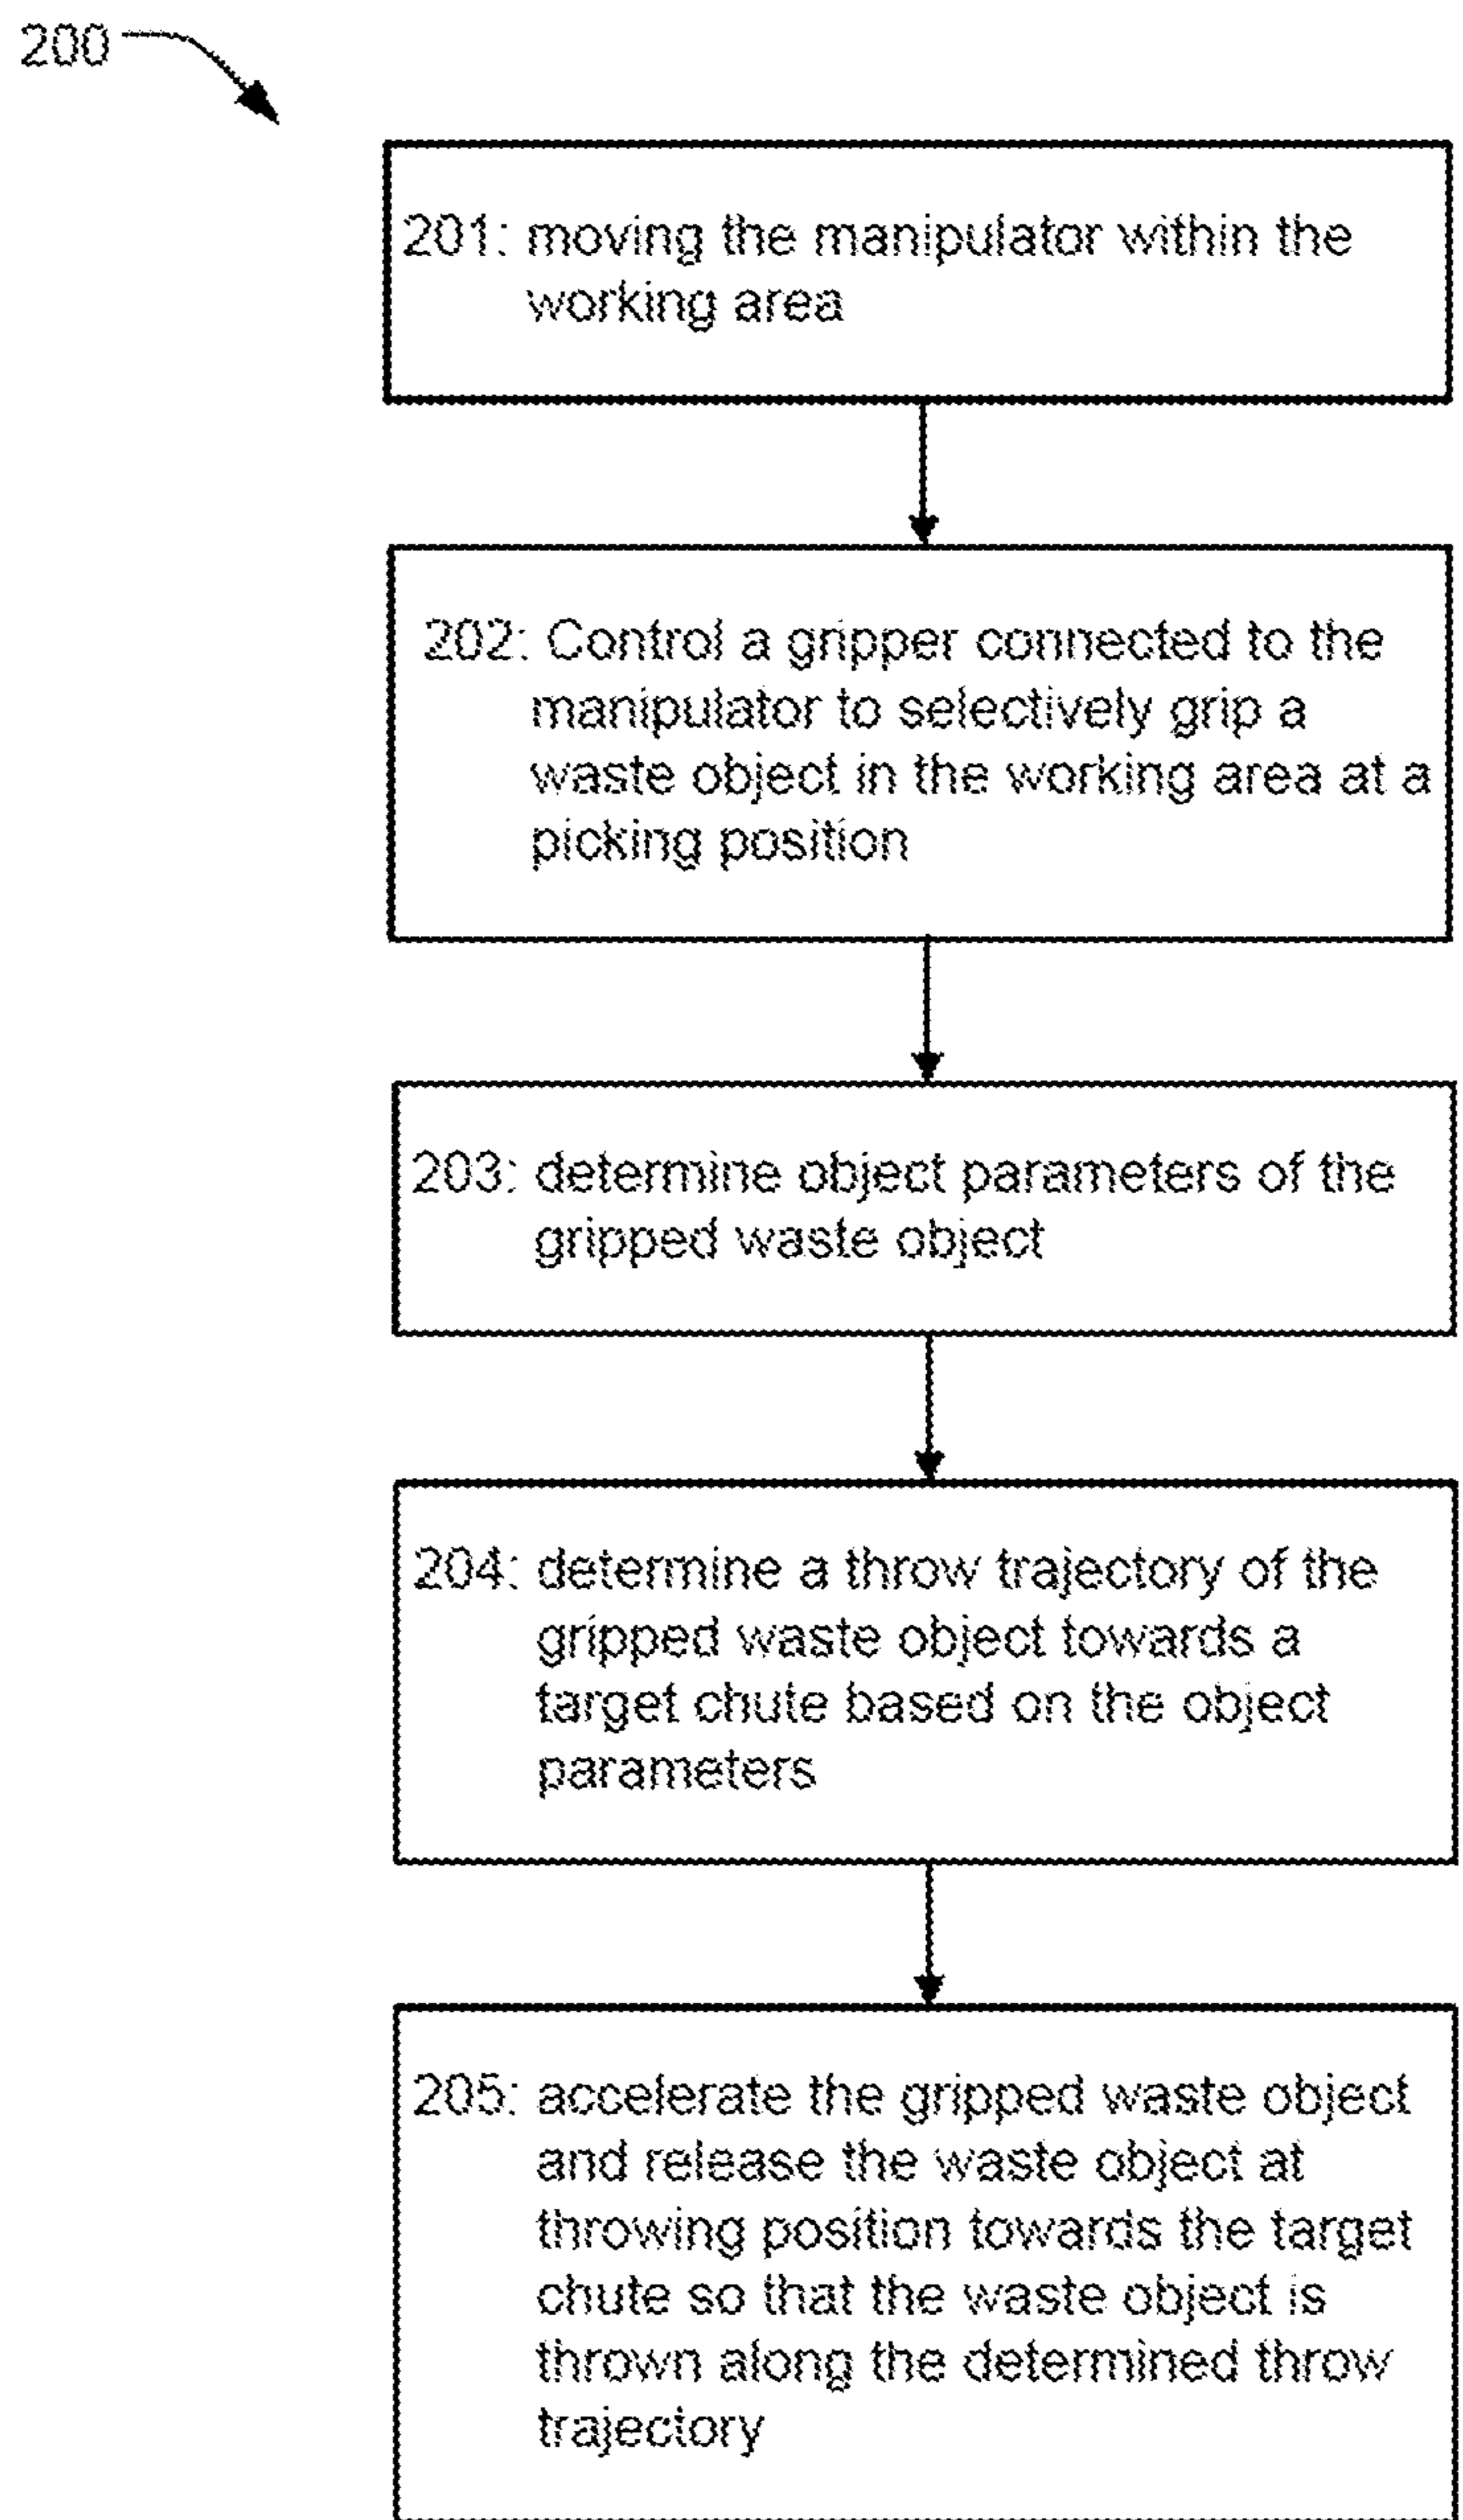 200
201: moving the manipulator within the
working area
202: Control a gripper connected to the
manipulator to selectively grip a
waste object in the working area at a
picking position
203: determine object parameters of the
gripped waste object
204: determine a throw trajectory of the
gripped waste object towards a
target chute based on the object
parameters
205: accelerate the gripped waste object
and release the waste object at
throwing position towards the target
chute so that the waste object is
thrown along the determined throw
trajectory